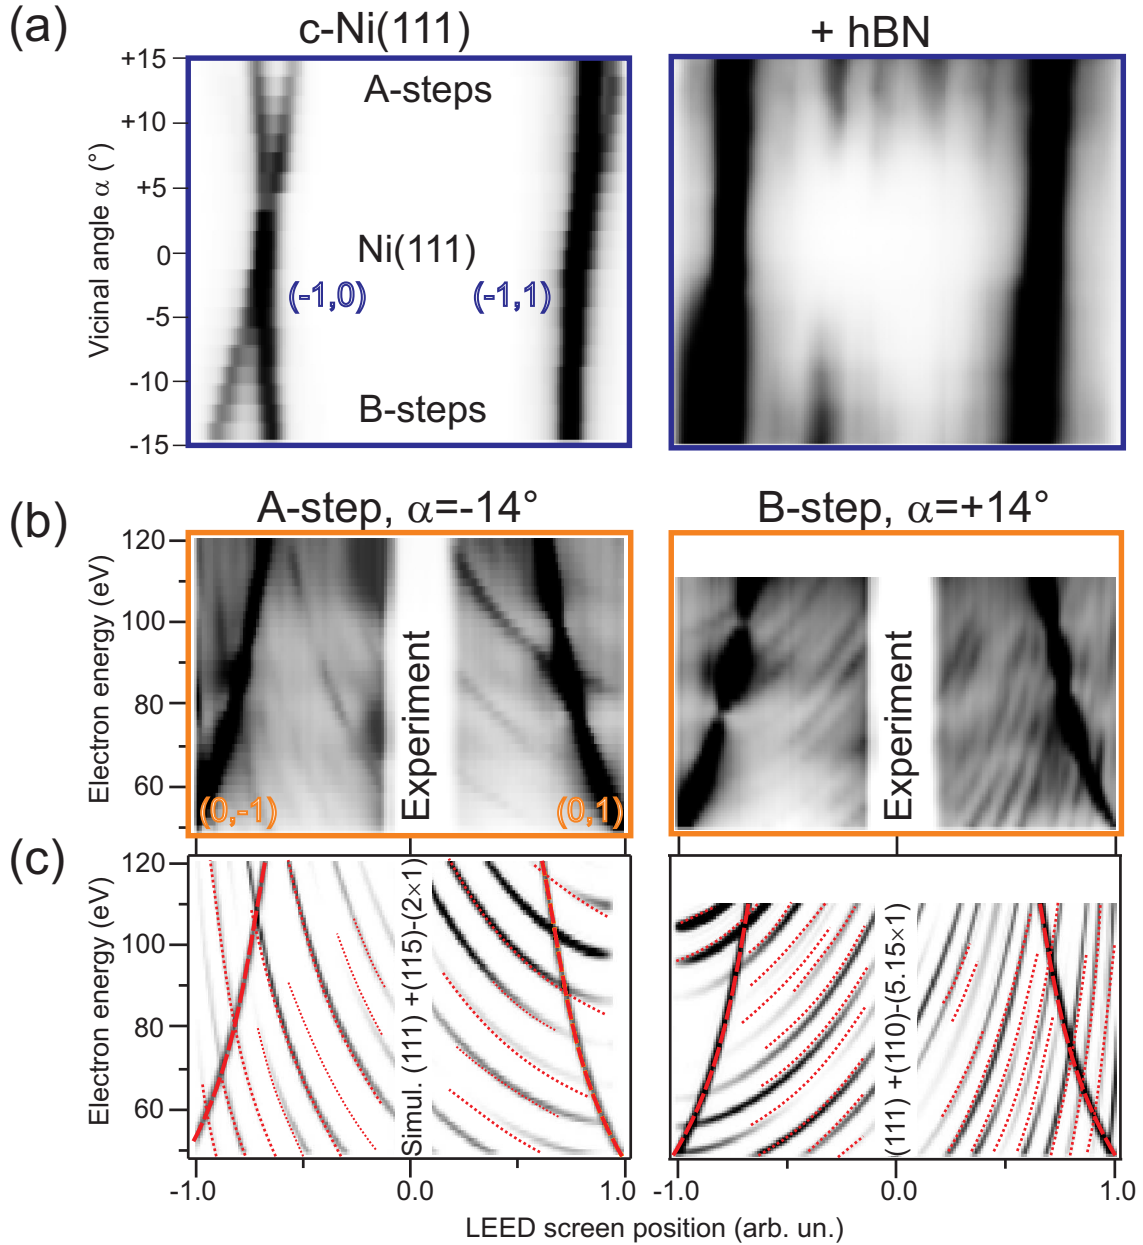 (a)
c-Ni(111)
+ hBN
Vicinal angle α (°)
+15
+10
+5
0
-5
-10
-15
A-steps
Ni(111)
(-1,0)
(-1,1)
B-steps
(b)
A-step, α=-14°
B-step, α=+14°
Electron energy (eV)
120
100
80
60
Experiment
(0,-1)
(0,1)
Experiment
(c)
Electron energy (eV)
120
100
80
60
Simul. (111) +(115)-(2×1)
(111) +(110)-(5.15×1)
-1.0
0.0
-1.0
0.0
1.0
LEED screen position (arb. un.)